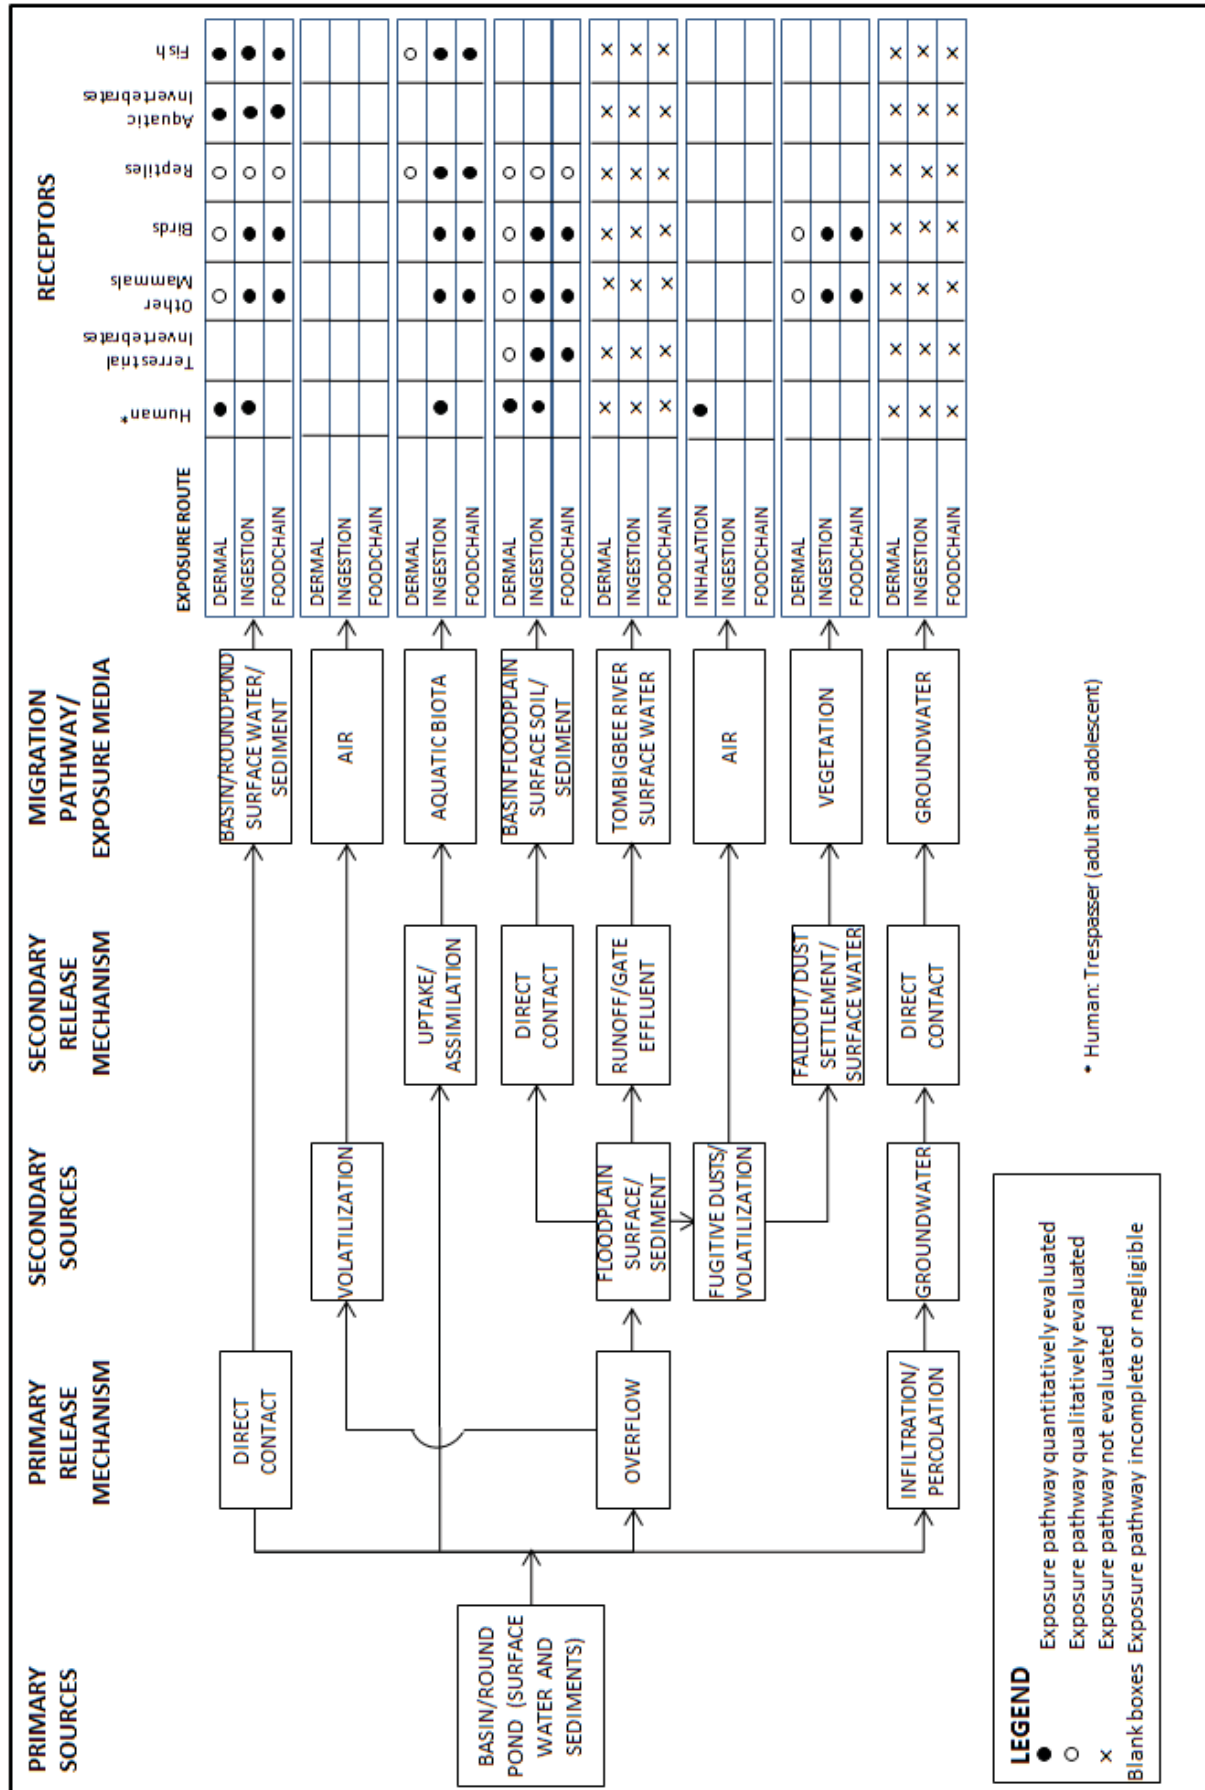 PRIMARY
SOURCES
PRIMARY
RELEASE
MECHANISM
SECONDARY
SOURCES
SECONDARY
RELEASE
MECHANISM
MIGRATION
PATHWAY/
EXPOSURE MEDIA
RECEPTORS
EXPOSURE ROUTE
Human*
Terrestrial
Invertebrates
Other
Mammals
Birds
Reptiles
Aquatic
Invertebrates
Fish
BASIN/ROUND
POND (SURFACE
WATER AND
SEDIMENTS)
DIRECT
CONTACT
BASIN/ROUND POND
SURFACE WATER/
SEDIMENT
DERMAL
INGESTION
FOODCHAIN
VOLATILIZATION
AIR
DERMAL
INGESTION
FOODCHAIN
UPTAKE/
ASSIMILATION
AQUATIC BIOTA
DERMAL
INGESTION
FOODCHAIN
DIRECT
CONTACT
BASIN FLOODPLAIN
SURFACE SOIL/
SEDIMENT
DERMAL
INGESTION
FOODCHAIN
OVERFLOW
FLOODPLAIN
SURFACE/
SEDIMENT
RUNOFF/GATE
EFFLUENT
TOMBIGBEE RIVER
SURFACE WATER
DERMAL
INGESTION
FOODCHAIN
FUGITIVE DUSTS/
VOLATILIZATION
AIR
INHALATION
INGESTION
FOODCHAIN
FALLOUT/ DUST
SETTLEMENT/
SURFACE WATER
VEGETATION
DERMAL
INGESTION
FOODCHAIN
INFILTRATION/
PERCOLATION
GROUNDWATER
DIRECT
CONTACT
GROUNDWATER
DERMAL
INGESTION
FOODCHAIN
LEGEND
● Exposure pathway quantitatively evaluated
○ Exposure pathway qualitatively evaluated
× Exposure pathway not evaluated
Blank boxes Exposure pathway incomplete or negligible
* Human: Trespasser (adult and adolescent)